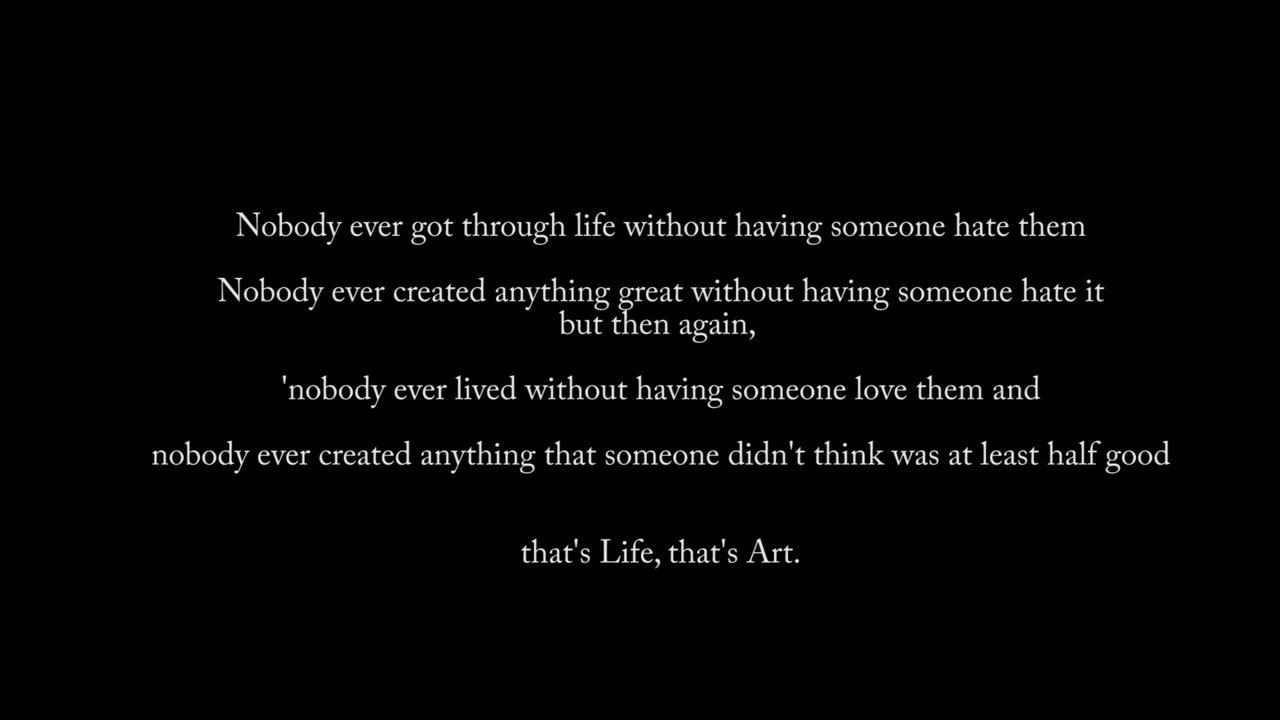 Nobody ever got through life without having someone hate them
Nobody ever created anything great without having someone hate it
but then again,
'nobody ever lived without having someone love them and
nobody ever created anything that someone didn't think was at least half good
that's Life, that's Art.